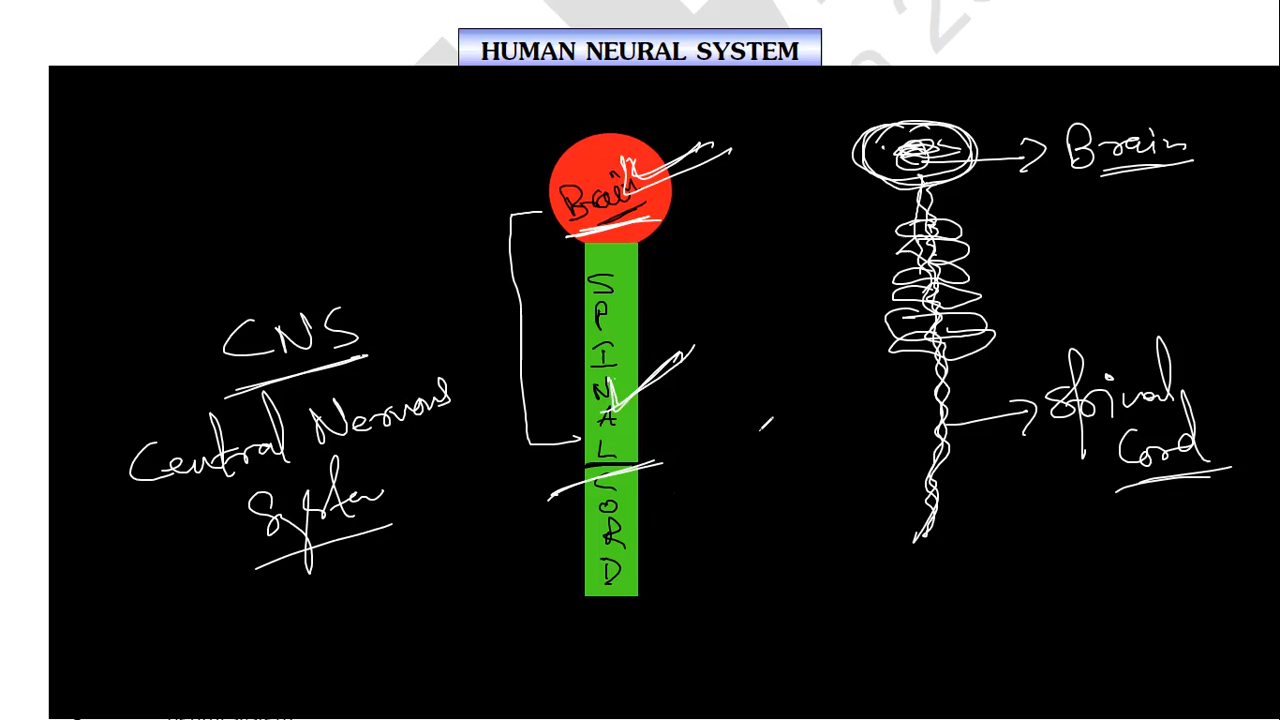 HUMAN NEURAL SYSTEM
Brain
SPINAL CORD
CNS
Central Nervous
System
Brain
Spinal
Cord